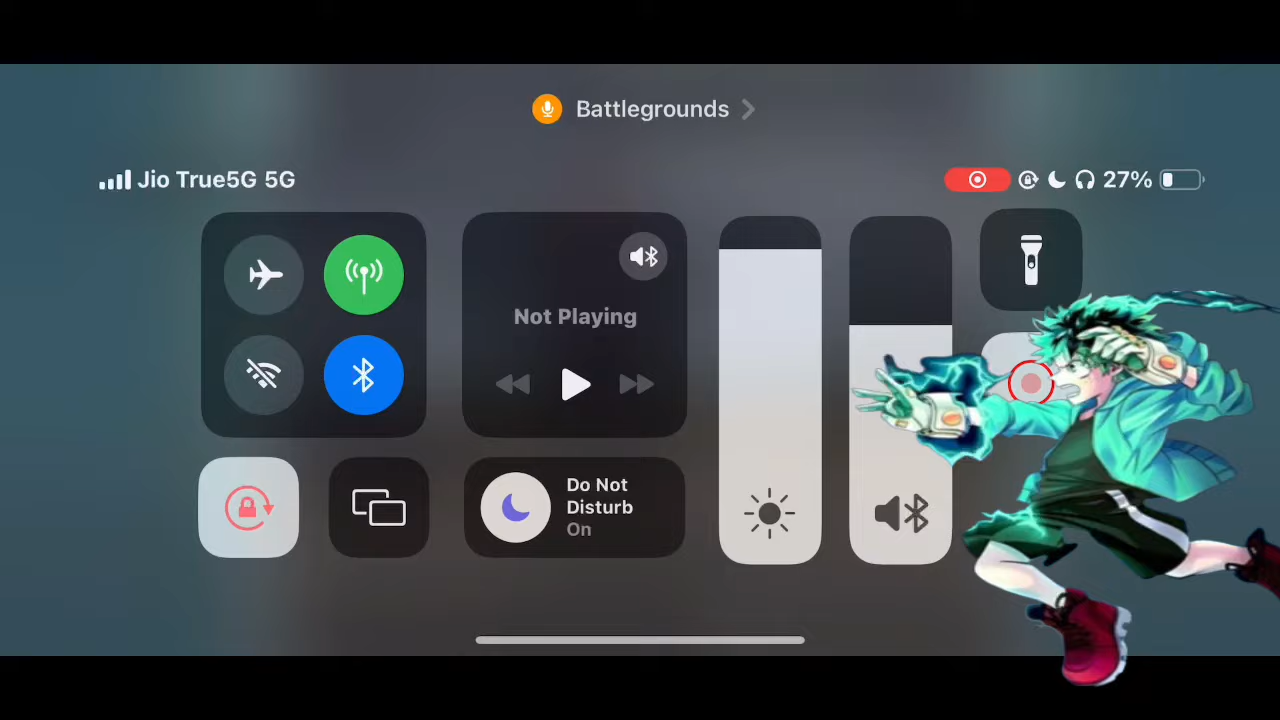 Battlegrounds
Jio True5G 5G
27%
Not Playing
Do Not
Disturb
On